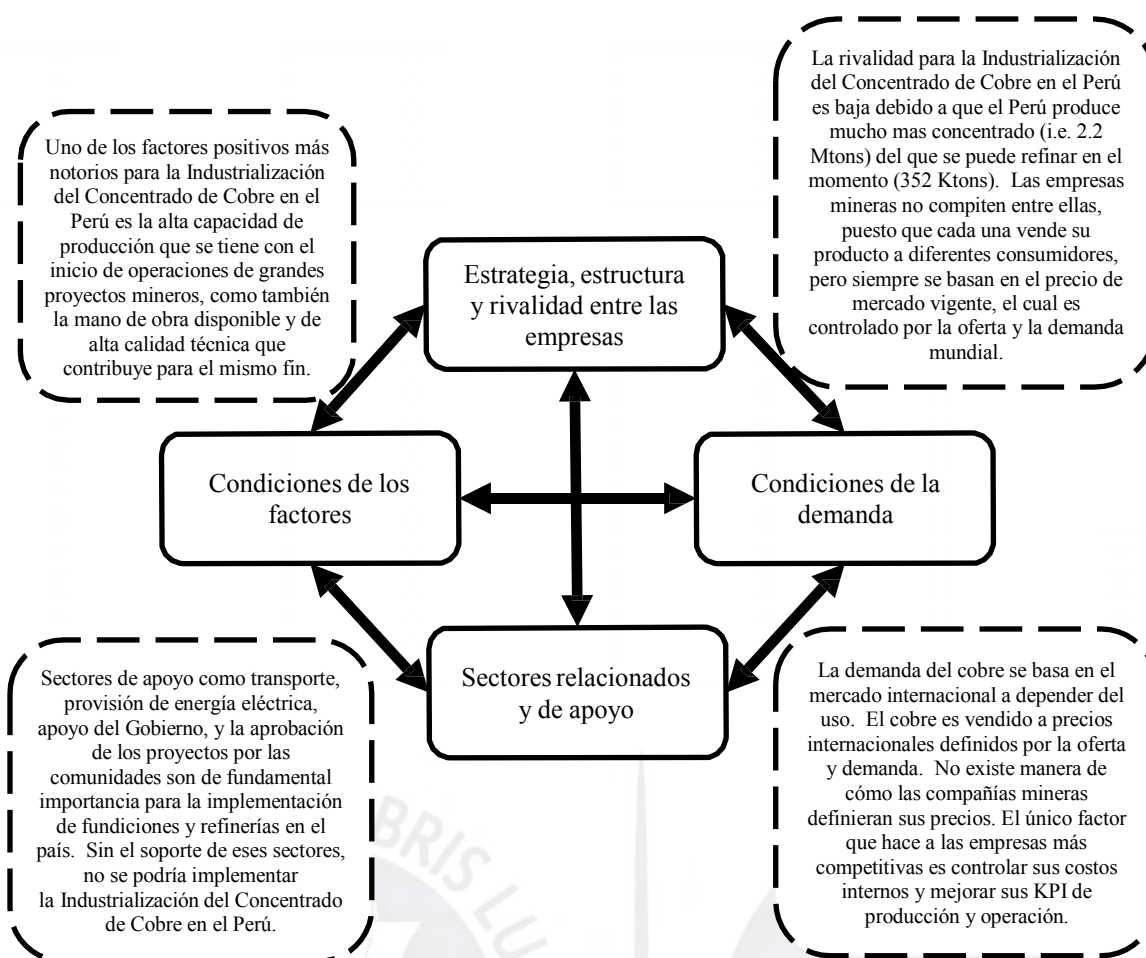 La rivalidad para la Industrialización
del Concentrado de Cobre en el Perú
es baja debido a que el Perú produce
mucho mas concentrado (i.e. 2.2
Mtons) del que se puede refinar en el
momento (352 Ktons). Las empresas
mineras no compiten entre ellas,
puesto que cada una vende su
producto a diferentes consumidores,
pero siempre se basan en el precio de
mercado vigente, el cual es
controlado por la oferta y la demanda
mundial.
Uno de los factores positivos más
notorios para la Industrialización
del Concentrado de Cobre en el
Perú es la alta capacidad de
producción que se tiene con el
inicio de operaciones de grandes
proyectos mineros, como también
la mano de obra disponible y de
alta calidad técnica que
contribuye para el mismo fin.
Estrategia, estructura
y rivalidad entre las
empresas
Condiciones de los
factores
Condiciones de la
demanda
Sectores relacionados
y de apoyo
Sectores de apoyo como transporte,
provisión de energía eléctrica,
apoyo del Gobierno, y la aprobación
de los proyectos por las
comunidades son de fundamental
importancia para la implementación
de fundiciones y refinerías en el
país. Sin el soporte de eses sectores,
no se podría implementar
la Industrialización del Concentrado
de Cobre en el Perú.
La demanda del cobre se basa en el
mercado internacional a depender del
uso. El cobre es vendido a precios
internacionales definidos por la oferta
y demanda. No existe manera de
cómo las compañías mineras
definieran sus precios. El único factor
que hace a las empresas más
competitivas es controlar sus costos
internos y mejorar sus KPI de
producción y operación.
BRIS LU